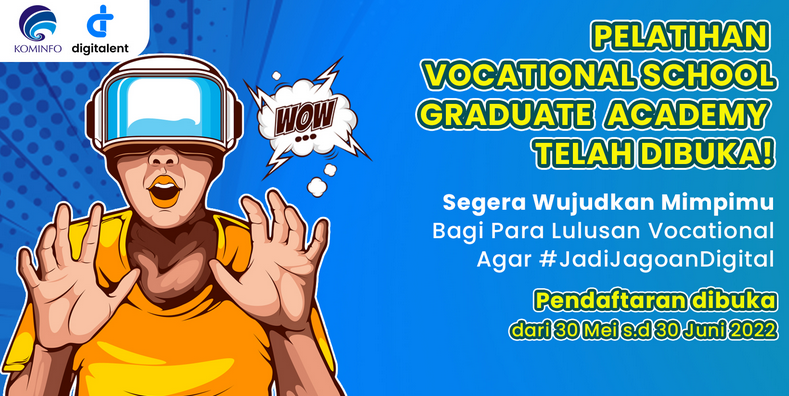 KOMINFO
digitalent
WOW
...
PELATIHAN
VOCATIONAL SCHOOL
GRADUATE ACADEMY
TELAH DIBUKA!
Segera Wujudkan Mimpimu
Bagi Para Lulusan Vocational
Agar #JadiJagoanDigital
Pendaftaran dibuka
dari 30 Mei s.d 30 Juni 2022